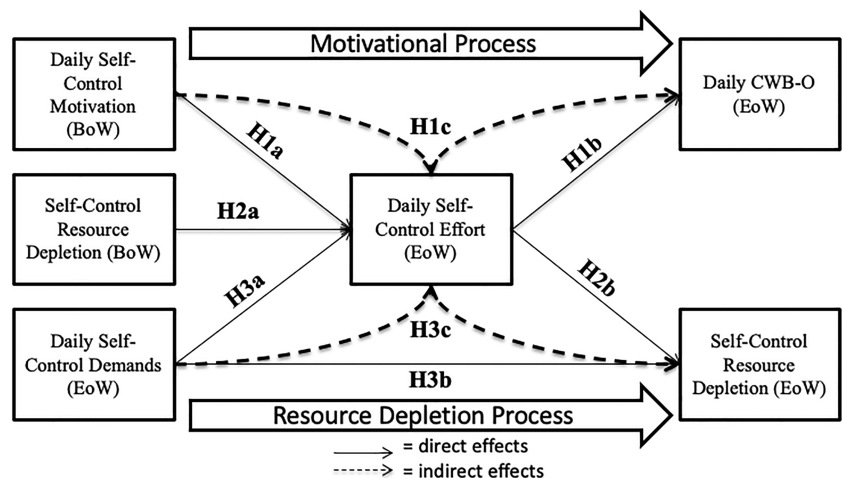 Motivational Process
Daily Self-
Control
Motivation
(BoW)
Daily CWB-O
(EoW)
H1c
H1a
H1b
Self-Control
Resource
Depletion (BoW)
H2a
Daily Self-
Control Effort
(EoW)
H3a
H2b
Daily Self-
Control Demands
(EoW)
H3c
H3b
Self-Control
Resource
Depletion (EoW)
Resource Depletion Process
= direct effects
= indirect effects